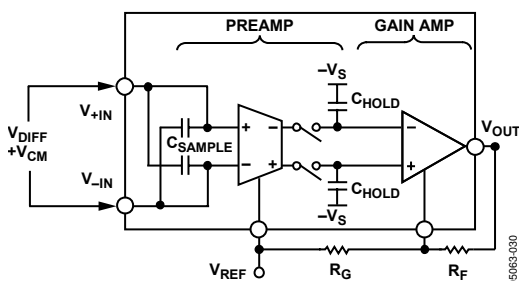 PREAMP
GAIN AMP
–VS
CHOLD
V+IN
VDIFF
+VCM
CSAMPLE
+
–
–
+
–
+
VOUT
V–IN
CHOLD
–VS
VREF
RG
RF
05063-030